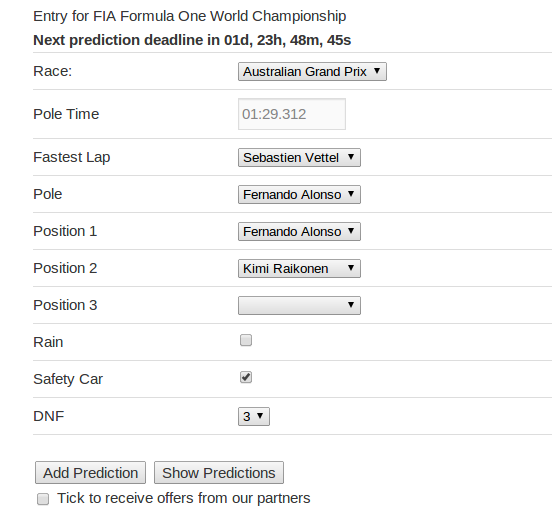 Entry for FIA Formula One World Championship
Next prediction deadline in 01d, 23h, 48m, 45s
Race: Australian Grand Prix
Pole Time 01:29.312
Fastest Lap Sebastien Vettel
Pole Fernando Alonso
Position 1 Fernando Alonso
Position 2 Kimi Raikonen
Position 3
Rain
Safety Car
DNF 3
Add Prediction Show Predictions
Tick to receive offers from our partners